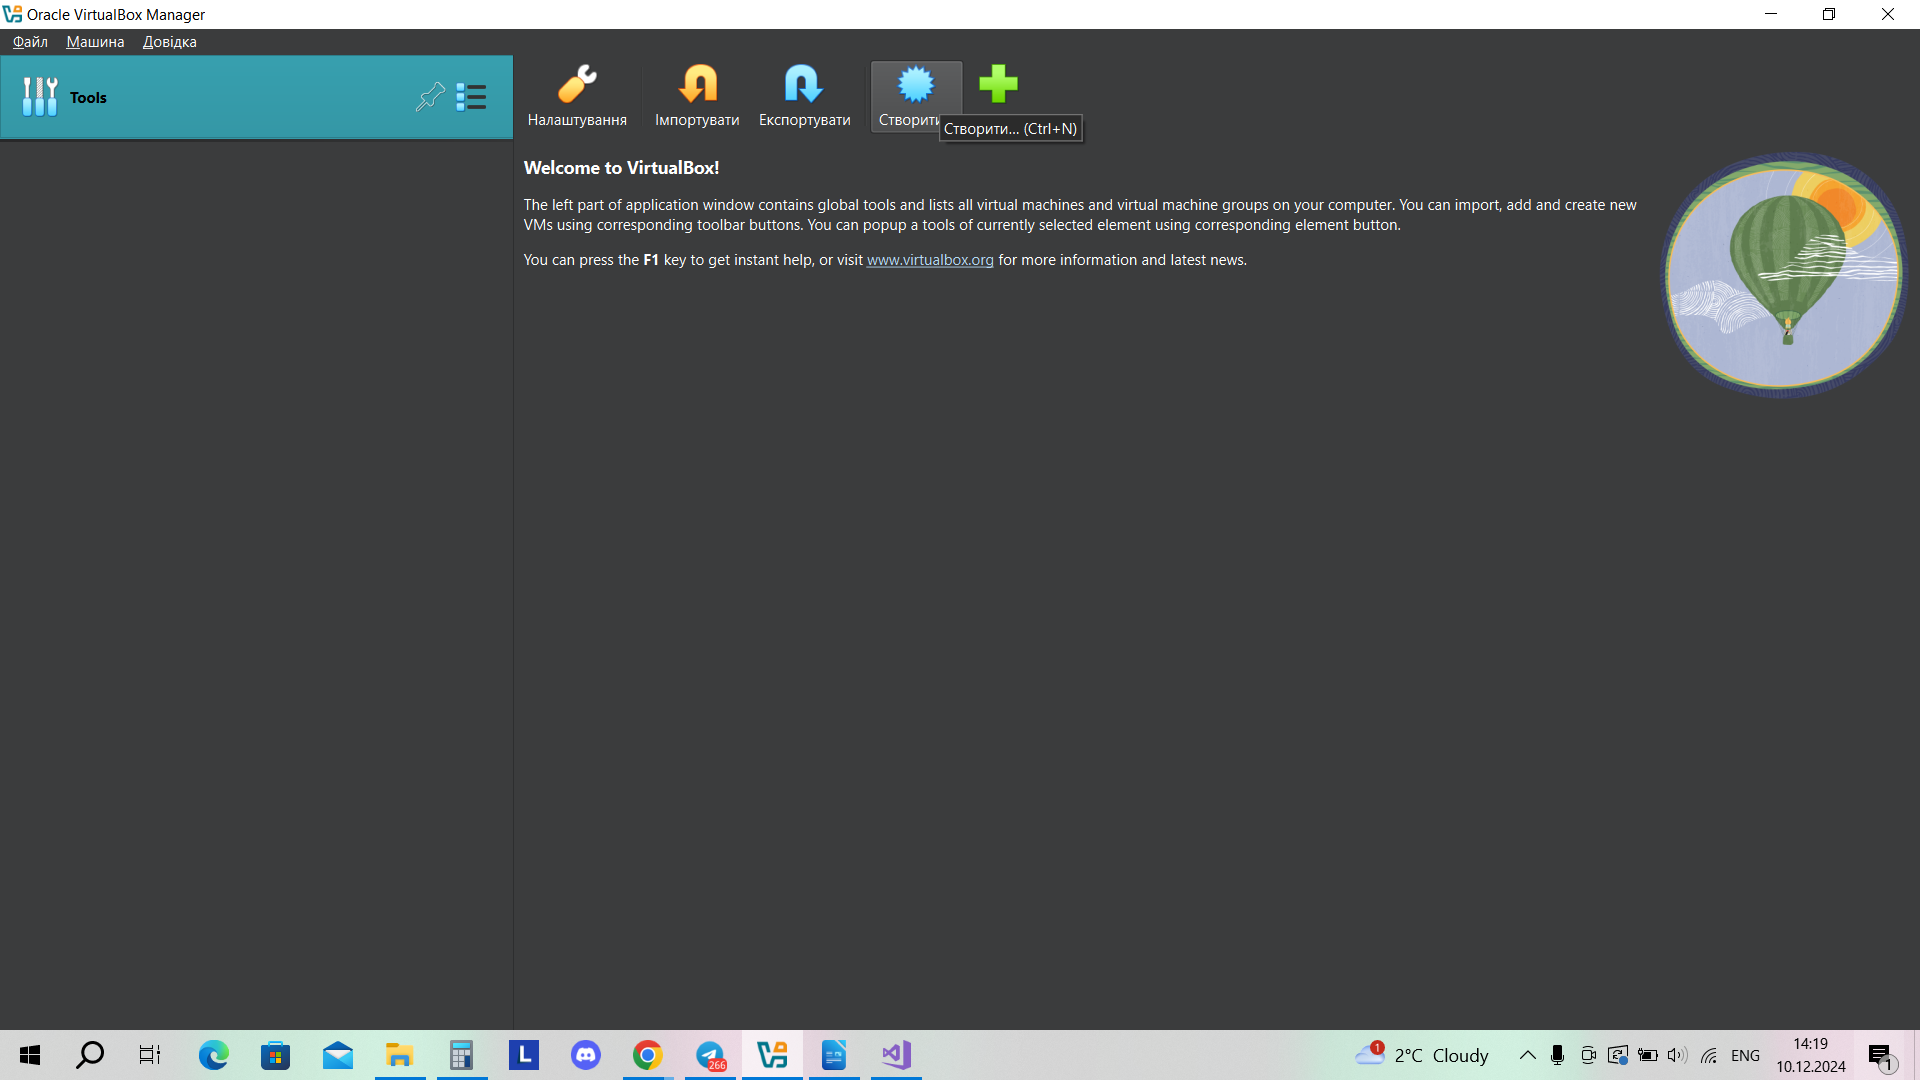 Oracle VirtualBox Manager
Файл Машина Довідка
Tools
Налаштування Імпортувати Експортувати Створити
Створити... (Ctrl+N)
Welcome to VirtualBox!
The left part of application window contains global tools and lists all virtual machines and virtual machine groups on your computer. You can import, add and create new
VMs using corresponding toolbar buttons. You can popup a tools of currently selected element using corresponding element button.
You can press the F1 key to get instant help, or visit www.virtualbox.org for more information and latest news.
L
266
1
2°C Cloudy
ENG
14:19
10.12.2024
1